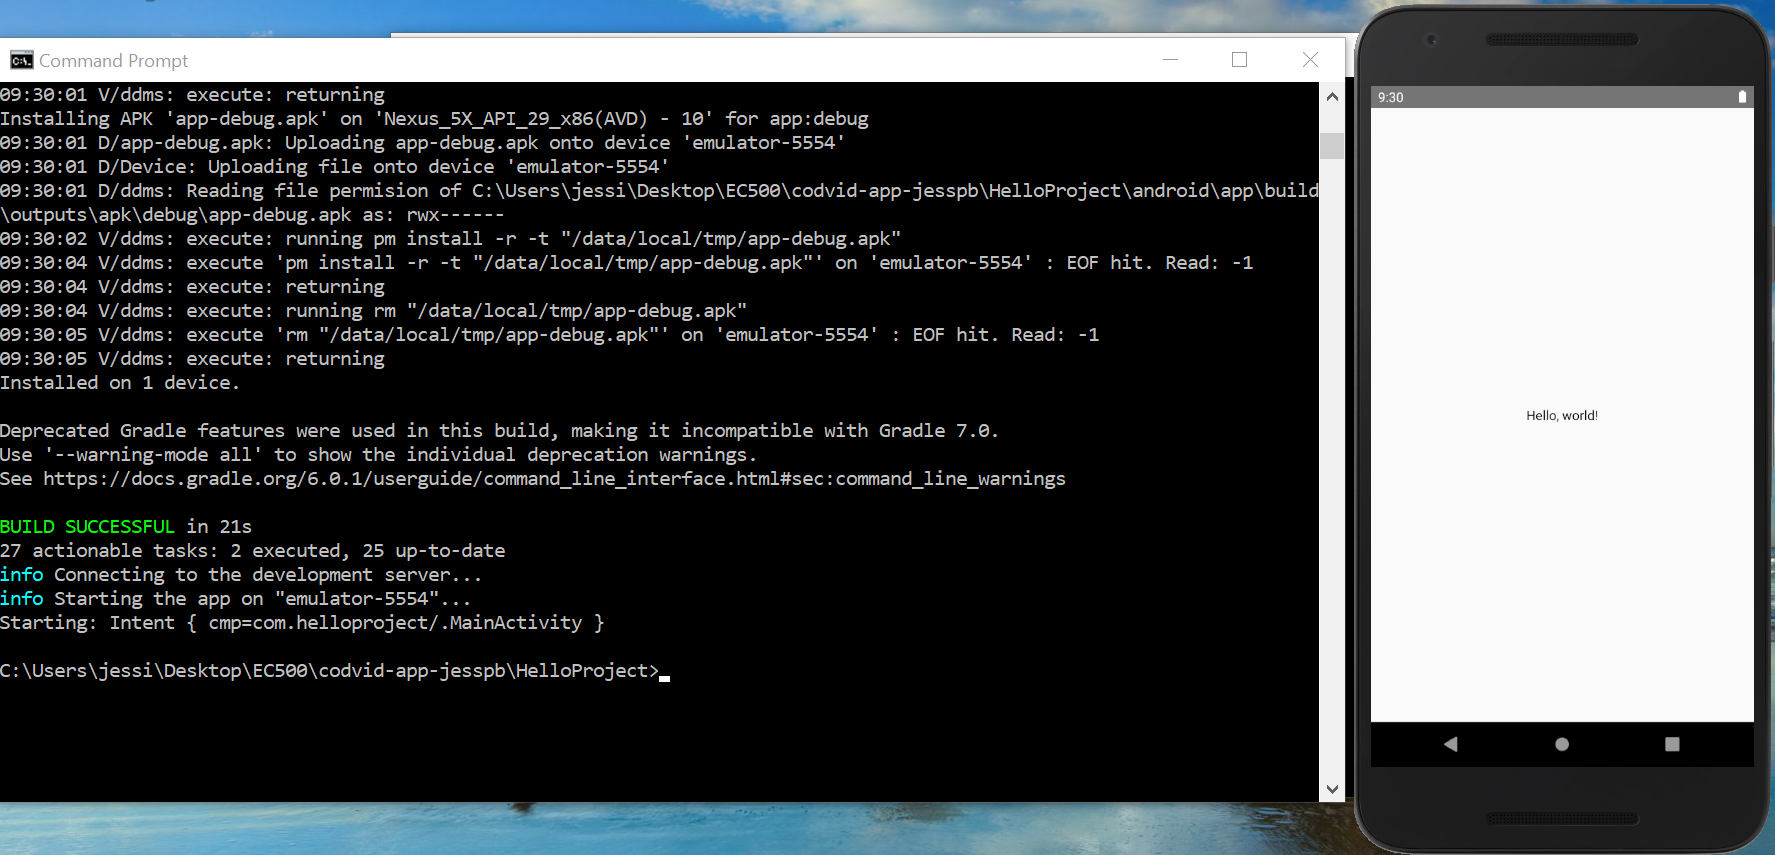 Command Prompt
09:30:01 V/ddms: execute: returning
Installing APK 'app-debug.apk' on 'Nexus_5X_API_29_x86(AVD) - 10' for app:debug
09:30:01 D/app-debug.apk: Uploading app-debug.apk onto device 'emulator-5554'
09:30:01 D/Device: Uploading file onto device 'emulator-5554'
09:30:01 D/ddms: Reading file permision of C:\Users\jessi\Desktop\EC500\codvid-app-jesspb\HelloProject\android\app\build
\outputs\apk\debug\app-debug.apk as: rwx------
09:30:02 V/ddms: execute: running pm install -r -t "/data/local/tmp/app-debug.apk"
09:30:04 V/ddms: execute 'pm install -r -t "/data/local/tmp/app-debug.apk"' on 'emulator-5554' : EOF hit. Read: -1
09:30:04 V/ddms: execute: returning
09:30:04 V/ddms: execute: running rm "/data/local/tmp/app-debug.apk"
09:30:05 V/ddms: execute 'rm "/data/local/tmp/app-debug.apk"' on 'emulator-5554' : EOF hit. Read: -1
09:30:05 V/ddms: execute: returning
Installed on 1 device.
Deprecated Gradle features were used in this build, making it incompatible with Gradle 7.0.
Use '--warning-mode all' to show the individual deprecation warnings.
See https://docs.gradle.org/6.0.1/userguide/command_line_interface.html#sec:command_line_warnings
BUILD SUCCESSFUL in 21s
27 actionable tasks: 2 executed, 25 up-to-date
info Connecting to the development server...
info Starting the app on "emulator-5554"...
Starting: Intent { cmp=com.helloproject/.MainActivity }
C:\Users\jessi\Desktop\EC500\codvid-app-jesspb\HelloProject>
9:30
Hello, world!